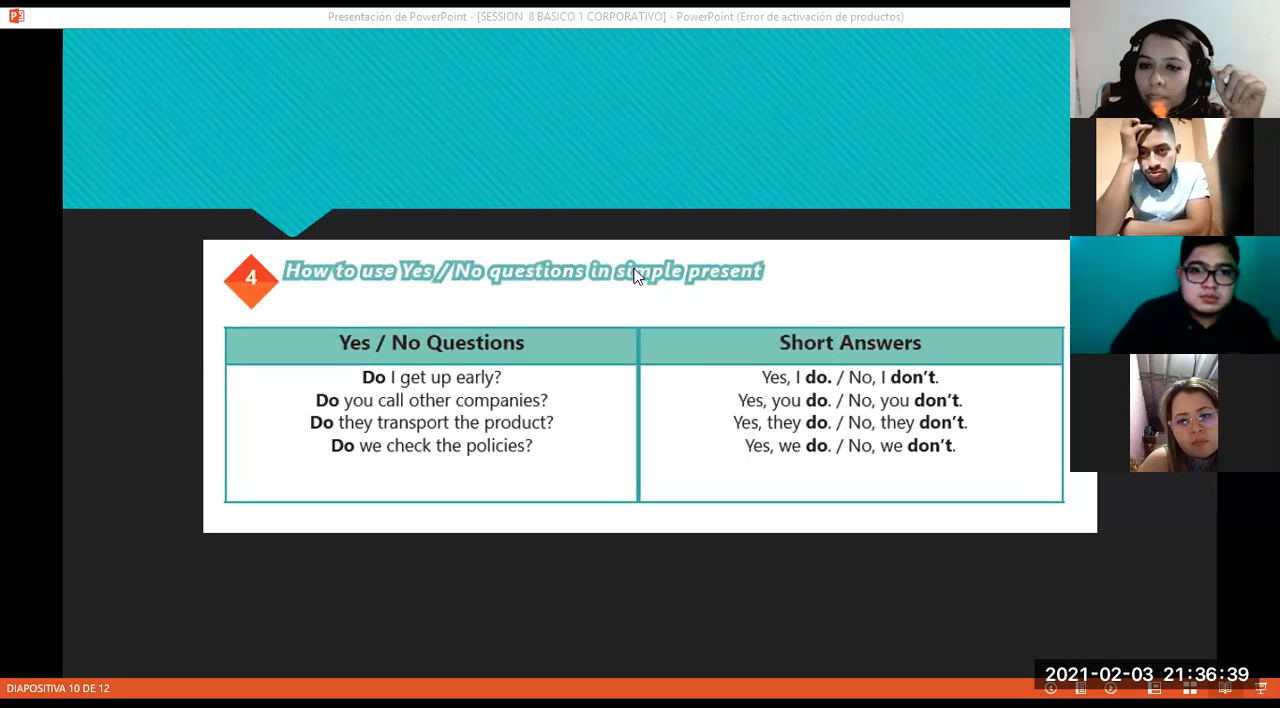 Presentación de PowerPoint - [SESSION 8 BASICO 1 CORPORATIVO] - PowerPoint (Error de activación de productos)
4
How to use Yes / No questions in simple present
Yes / No Questions
Do I get up early?
Do you call other companies?
Do they transport the product?
Do we check the policies?
Short Answers
Yes, I do. / No, I don't.
Yes, you do. / No, you don't.
Yes, they do. / No, they don't.
Yes, we do. / No, we don't.
2021-02-03 21:36:39
DIAPOSITIVA 10 DE 12